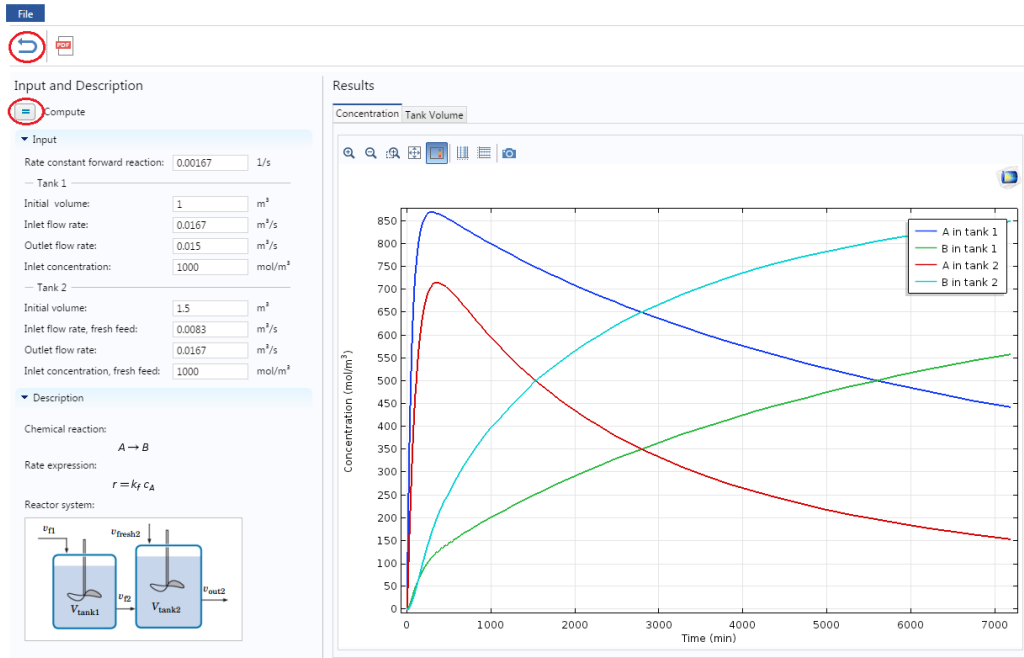 File
PDF
Input and Description
= Compute
Input
Rate constant forward reaction: 0.00167 1/s
Tank 1
Initial volume: 1 m³
Inlet flow rate: 0.0167 m³/s
Outlet flow rate: 0.015 m³/s
Inlet concentration: 1000 mol/m³
Tank 2
Initial volume: 1.5 m³
Inlet flow rate, fresh feed: 0.0083 m³/s
Outlet flow rate: 0.0167 m³/s
Inlet concentration, fresh feed: 1000 mol/m³
Description
Chemical reaction:
A → B
Rate expression:
r = k_f c_A
Reactor system:
v_f1
v_fresh2
v_f2
v_out2
V_tank1
V_tank2
Results
Concentration Tank Volume
A in tank 1
B in tank 1
A in tank 2
B in tank 2
Concentration (mol/m³)
850
800
750
700
650
600
550
500
450
400
350
300
250
200
150
100
50
0
0 1000 2000 3000 4000 5000 6000 7000
Time (min)